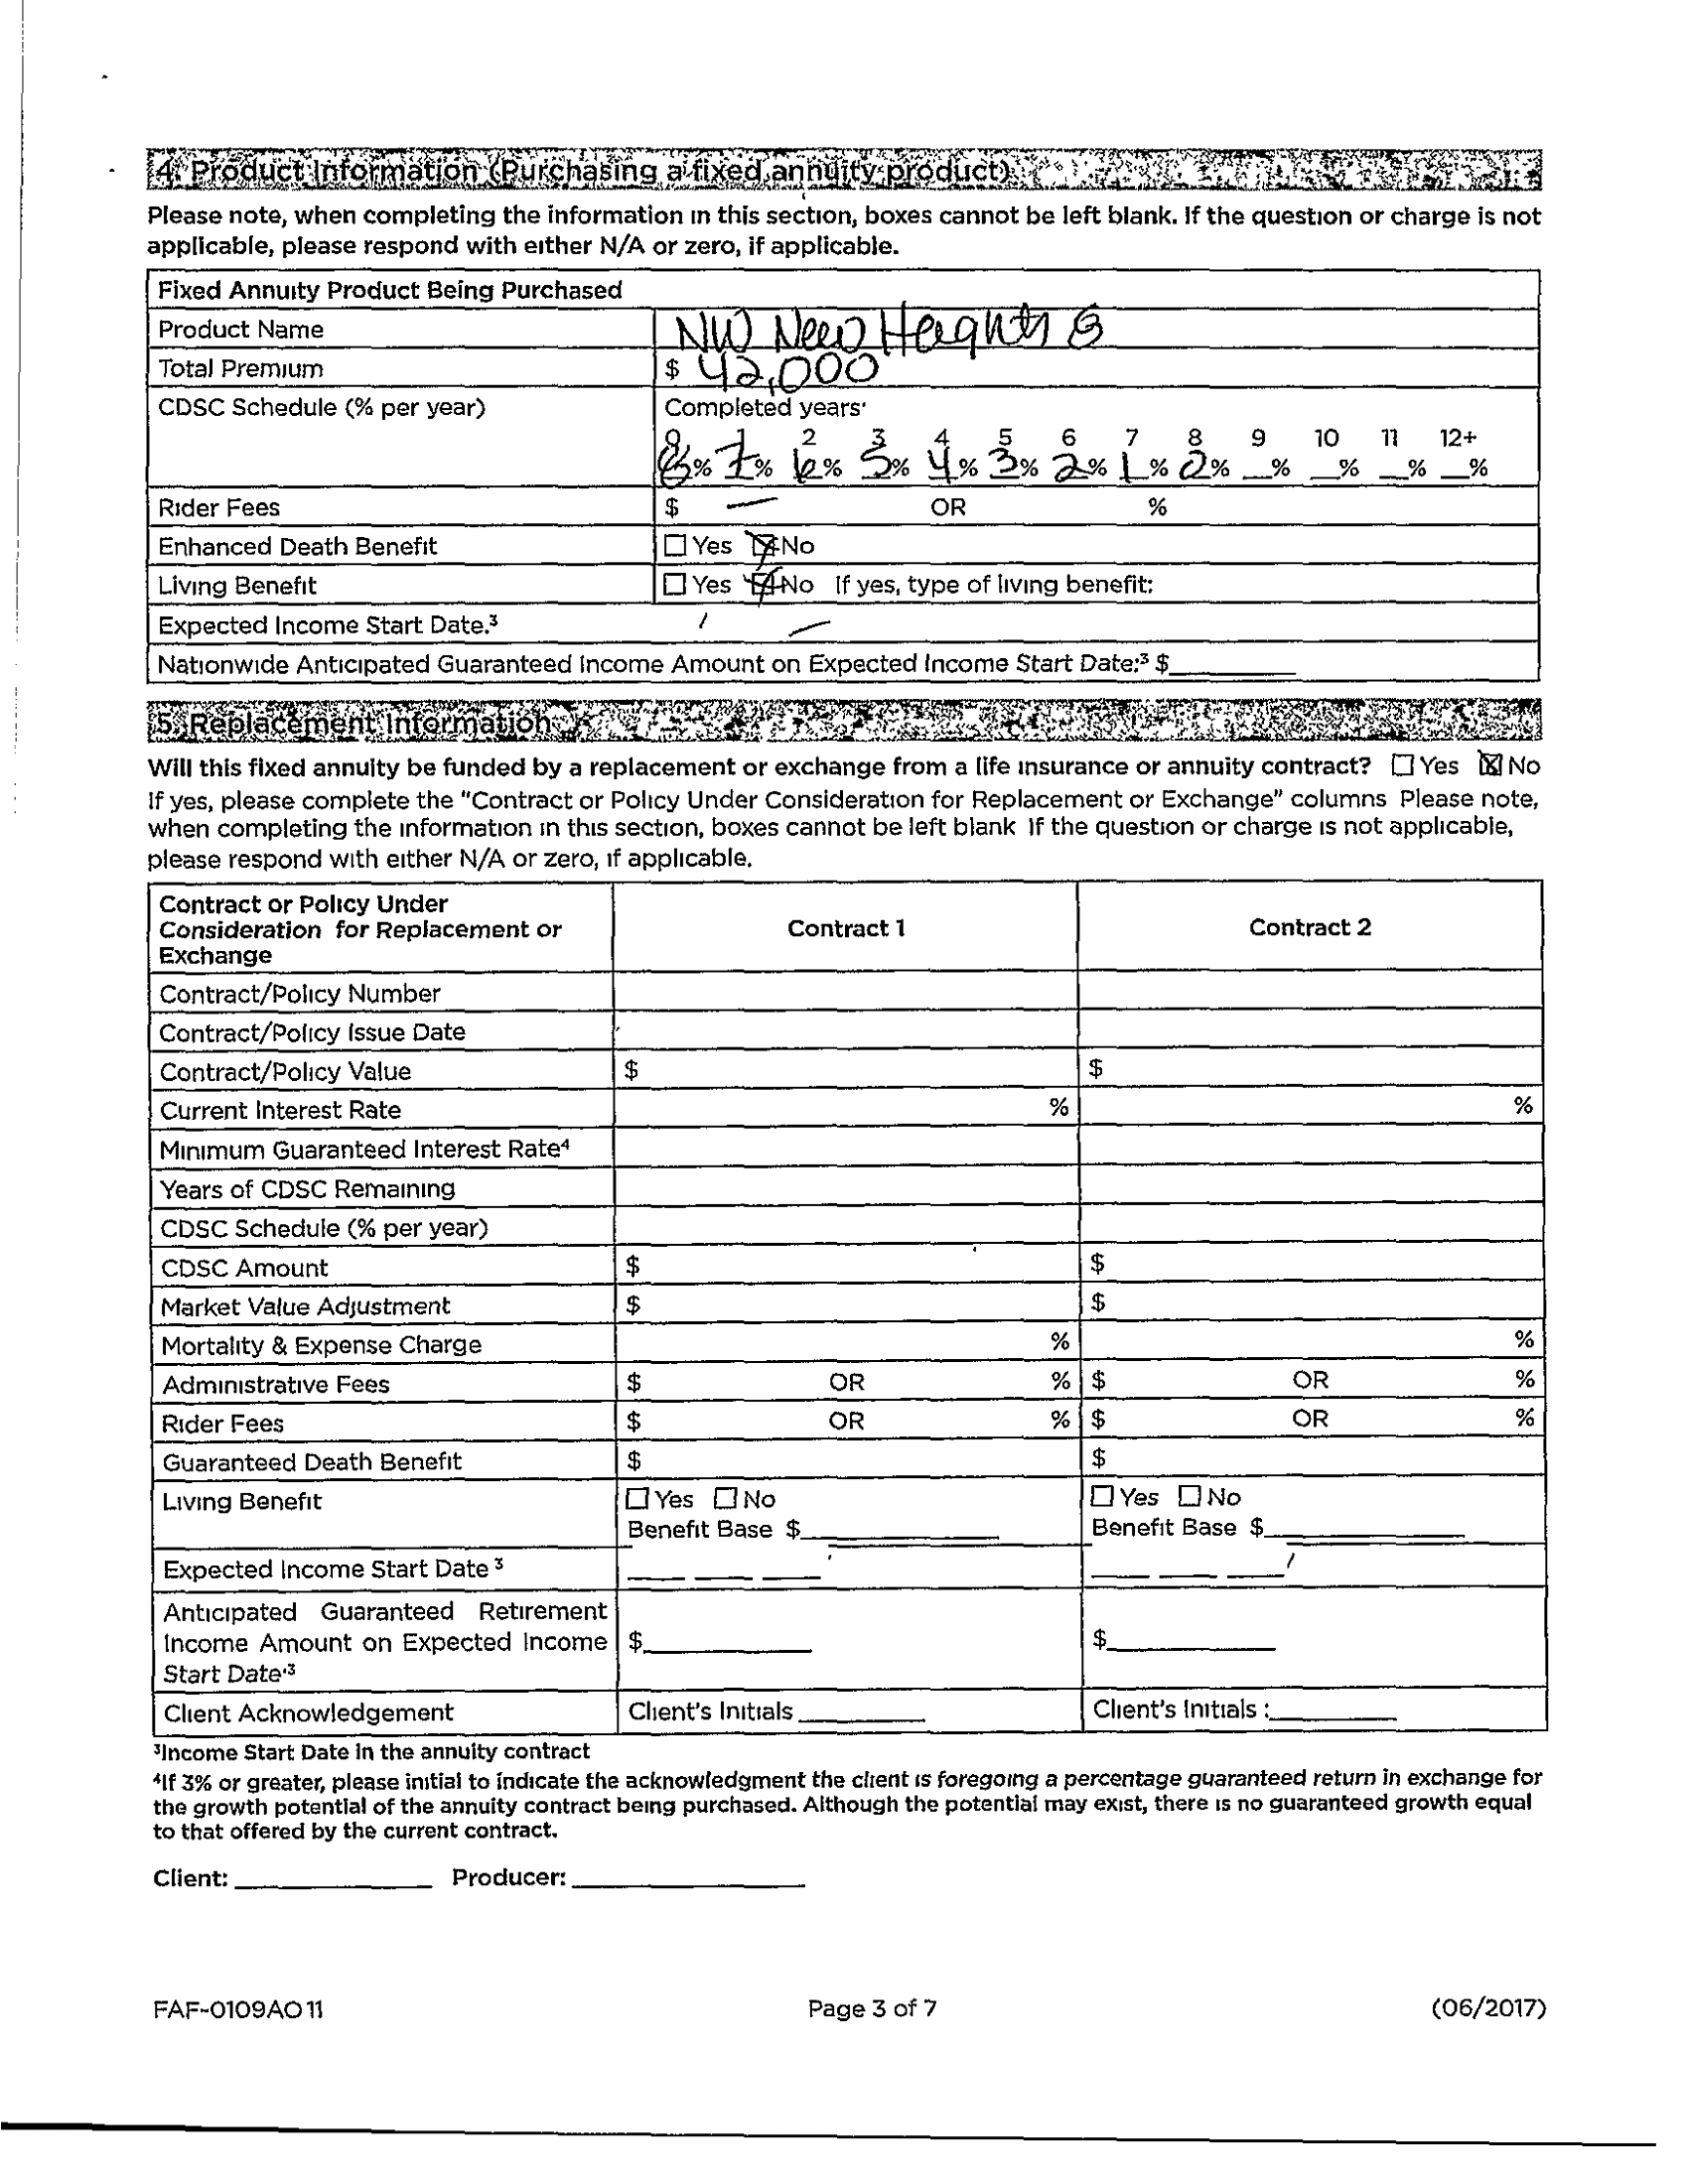 4. Product Information (Purchasing a fixed annuity product)
Please note, when completing the information in this section, boxes cannot be left blank. If the question or charge is not
applicable, please respond with either N/A or zero, if applicable.
Fixed Annuity Product Being Purchased
Product Name NW New Heights 8
Total Premium $ 42,000
CDSC Schedule (% per year) Completed years:
0 1 2 3 4 5 6 7 8 9 10 11 12+
8% 7% 6% 5% 4% 3% 2% 1% 0% __% __% __% __%
Rider Fees $ — OR %
Enhanced Death Benefit ☐ Yes ☒ No
Living Benefit ☐ Yes ☒ No If yes, type of living benefit:
Expected Income Start Date.³ / —
Nationwide Anticipated Guaranteed Income Amount on Expected Income Start Date:³ $________
5. Replacement Information
Will this fixed annuity be funded by a replacement or exchange from a life insurance or annuity contract? ☐ Yes ☒ No
If yes, please complete the "Contract or Policy Under Consideration for Replacement or Exchange" columns Please note,
when completing the information in this section, boxes cannot be left blank If the question or charge is not applicable,
please respond with either N/A or zero, if applicable.
Contract or Policy Under
Consideration for Replacement or
Exchange Contract 1 Contract 2
Contract/Policy Number
Contract/Policy Issue Date
Contract/Policy Value $ $
Current Interest Rate % %
Minimum Guaranteed Interest Rate⁴
Years of CDSC Remaining
CDSC Schedule (% per year)
CDSC Amount $ $
Market Value Adjustment $ $
Mortality & Expense Charge % %
Administrative Fees $ OR % $ OR %
Rider Fees $ OR % $ OR %
Guaranteed Death Benefit $ $
Living Benefit ☐ Yes ☐ No ☐ Yes ☐ No
Benefit Base $________ Benefit Base $________
Expected Income Start Date ³ ___ ___ ___ ___ ___ ___ /
Anticipated Guaranteed Retirement
Income Amount on Expected Income $________ $________
Start Date·³
Client Acknowledgement Client's Initials ________ Client's Initials :________
³Income Start Date in the annuity contract
⁴If 3% or greater, please initial to indicate the acknowledgment the client is foregoing a percentage guaranteed return in exchange for
the growth potential of the annuity contract being purchased. Although the potential may exist, there is no guaranteed growth equal
to that offered by the current contract.
Client: ________ Producer: ________
FAF-0109AO 11 Page 3 of 7 (06/2017)